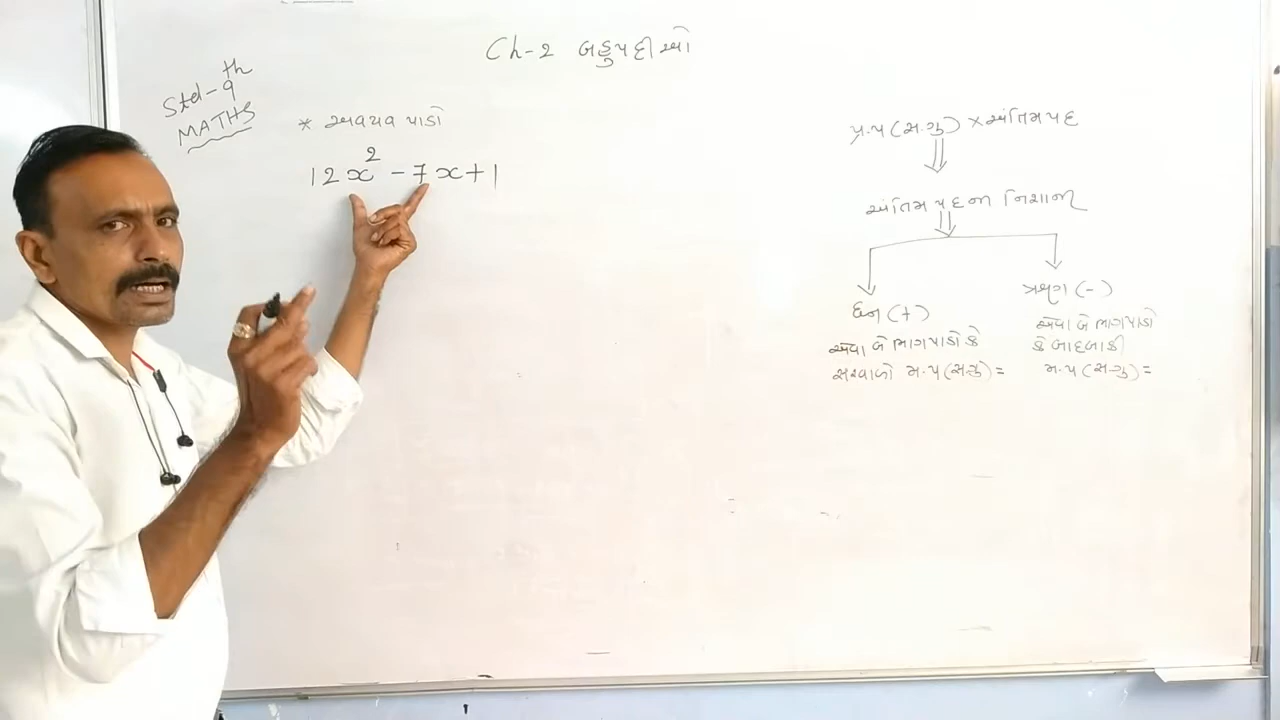 Ch-2 બહુપદીઓ
Std-9th
MATHS
* અવયવ પાડો
12x² - 7x + 1
પ્ર.પ (સ.ગુ) × અંતિમ પદ
અંતિમ પદની નિશાની
ધન (+)
એવા બે ભાગ પાડો કે
સરવાળો મ.પ (સ.ગુ) =
ઋણ (-)
એવા બે ભાગ પાડો
કે બાદબાકી
મ.પ (સ.ગુ) =